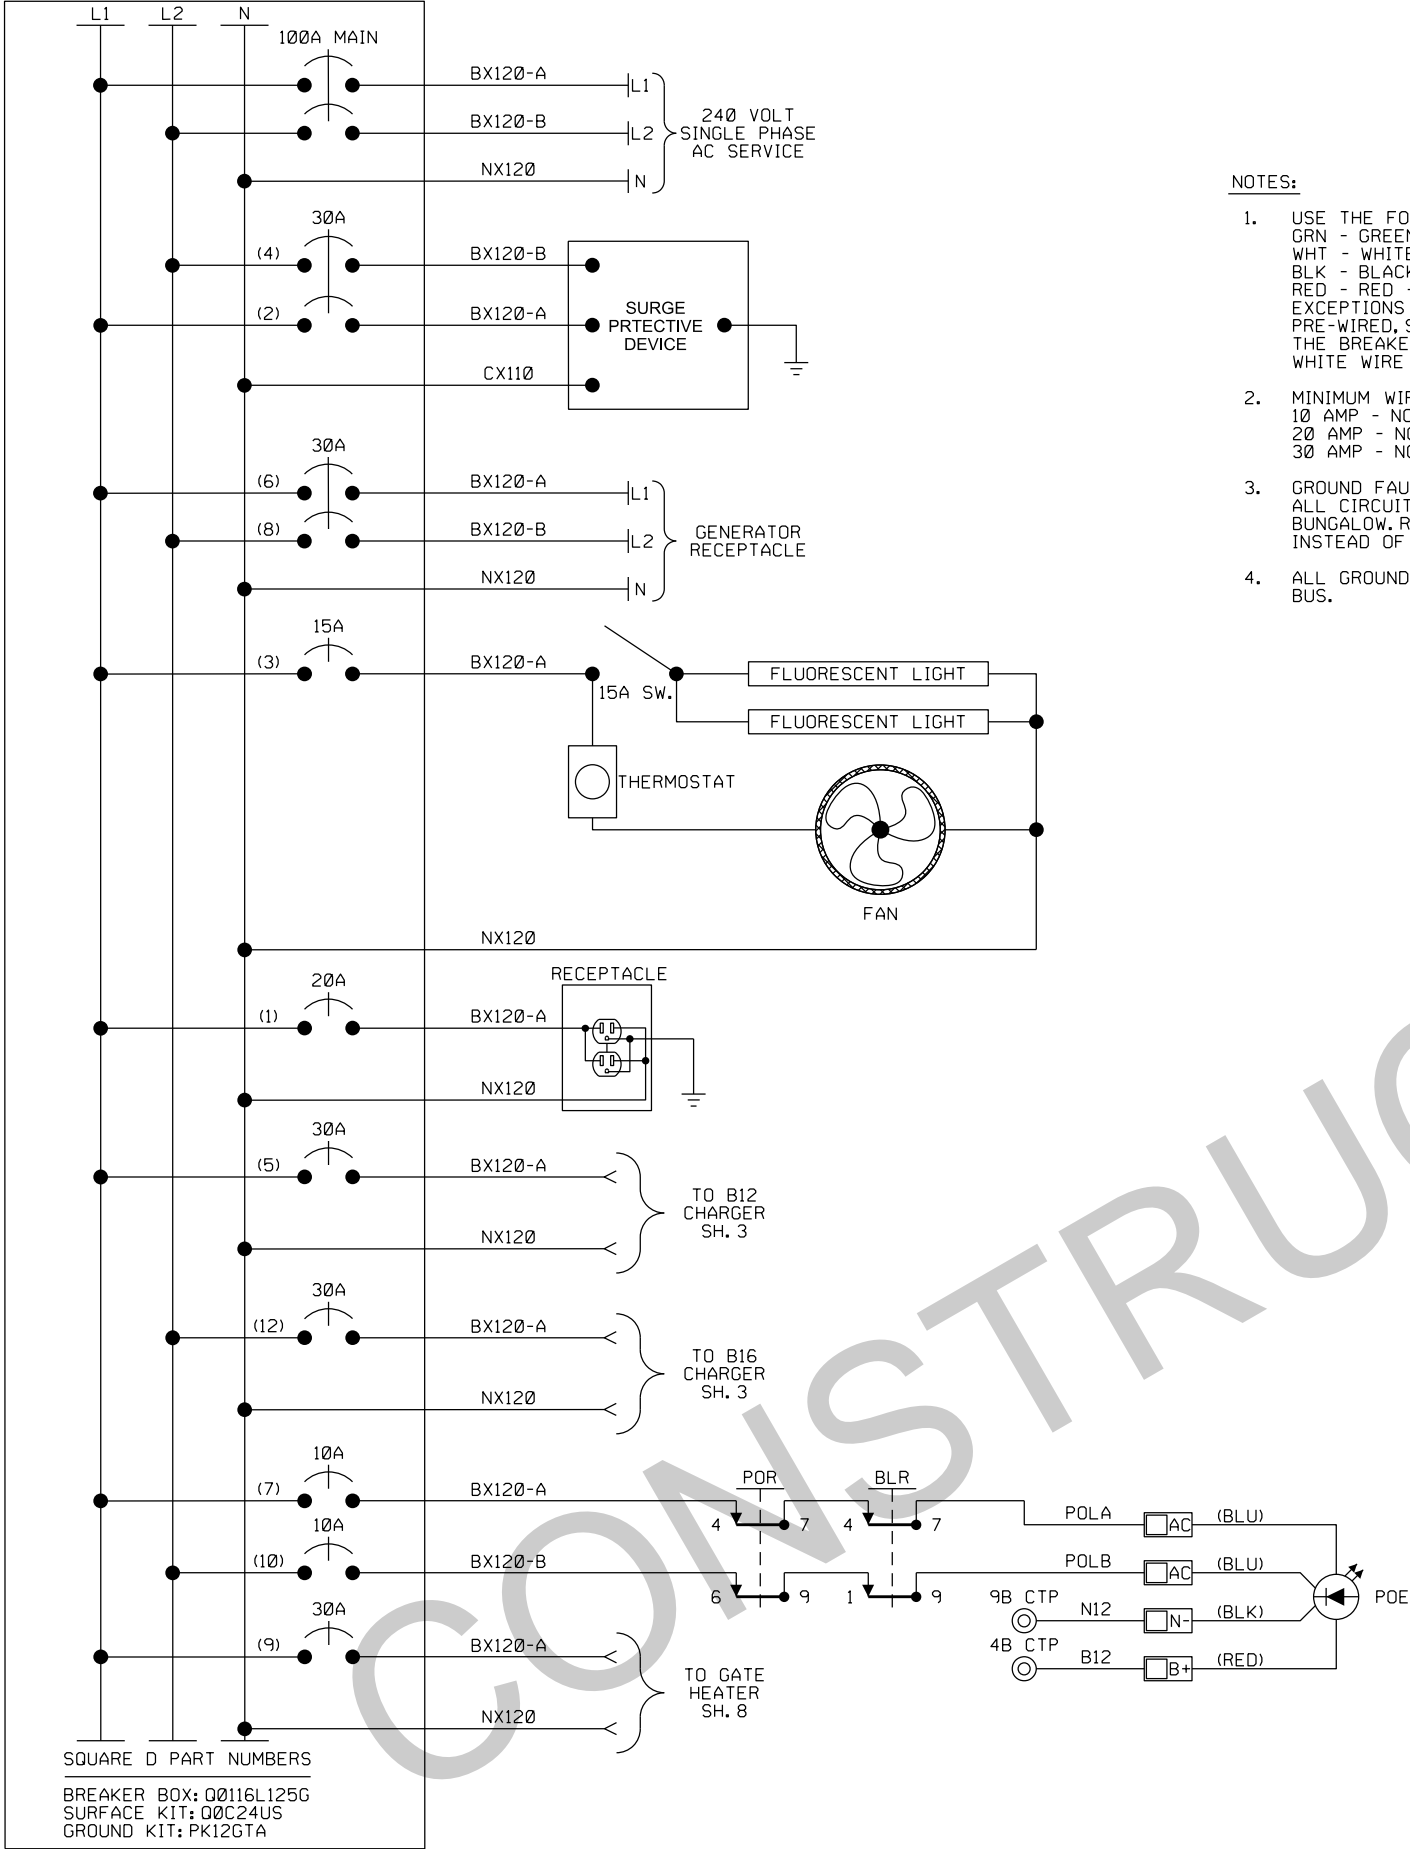 L1 L2 N
100A MAIN
BX120-A L1
BX120-B L2
NX120 N
240 VOLT
SINGLE PHASE
AC SERVICE
30A
(4) BX120-B
(2) BX120-A
CX110
SURGE
PRTECTIVE
DEVICE
30A
(6) BX120-A L1
(8) BX120-B L2
NX120 N
GENERATOR
RECEPTACLE
15A
(3) BX120-A
15A SW.
FLUORESCENT LIGHT
FLUORESCENT LIGHT
THERMOSTAT
FAN
NX120
RECEPTACLE
20A
(1) BX120-A
NX120
30A
(5) BX120-A
NX120
TO B12
CHARGER
SH. 3
30A
(12) BX120-A
NX120
TO B16
CHARGER
SH. 3
10A
(7) BX120-A
POR BLR
4 7 4 7
POLA AC (BLU)
10A
(10) BX120-B
6 9 1 9
POLB AC (BLU)
9B CTP N12 N- (BLK)
4B CTP B12 B+ (RED)
POE
30A
(9) BX120-A
NX120
TO GATE
HEATER
SH. 8
SQUARE D PART NUMBERS
BREAKER BOX: QO116L125G
SURFACE KIT: QOC24US
GROUND KIT: PK12GTA
NOTES:
1. USE THE FO
GRN - GREEN
WHT - WHITE
BLK - BLACK
RED - RED -
EXCEPTIONS
PRE-WIRED, S
THE BREAKE
WHITE WIRE
2. MINIMUM WIR
10 AMP - NO
20 AMP - NO
30 AMP - NO
3. GROUND FAU
ALL CIRCUIT
BUNGALOW. R
INSTEAD OF
4. ALL GROUND
BUS.
CONSTRUC